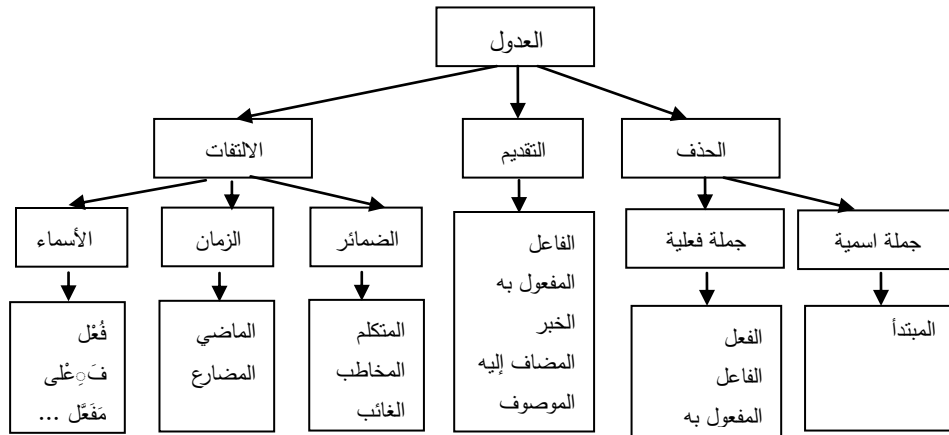 العدول
الحذف
التقديم
الالتفات
جملة اسمية
جملة فعلية
الضمائر
الزمان
الأسماء
المبتدأ
الفعل
الفاعل
المفعول به
الفاعل
المفعول به
الخبر
المضاف إليه
الموصوف
المتكلم
المخاطب
الغائب
الماضي
المضارع
فُعْل
فَِعْلى
مَفَعَّل ...